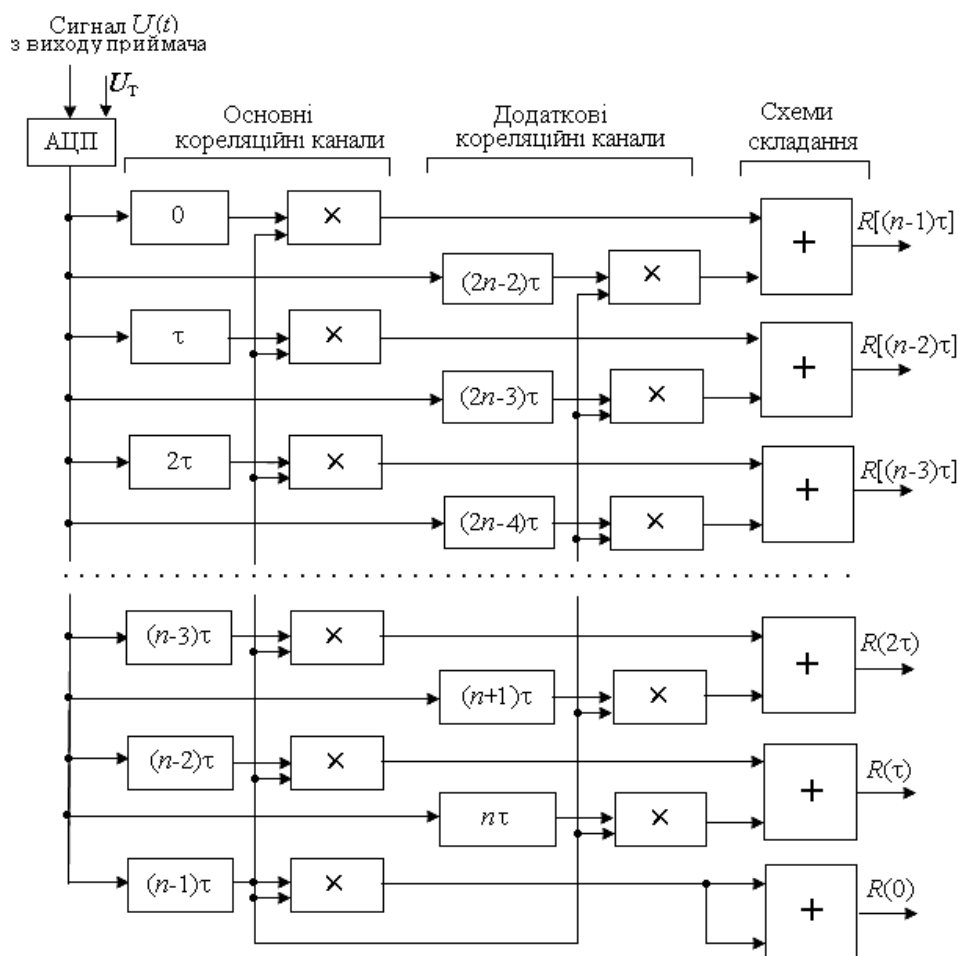 Сигнал U(t)
з виходу приймача
U_T
АЦП
Основні
кореляційні канали
Додаткові
кореляційні канали
Схеми
складання
0
×
+
R[(n-1)τ]
(2n-2)τ
×
τ
×
+
R[(n-2)τ]
(2n-3)τ
×
2τ
×
+
R[(n-3)τ]
(2n-4)τ
×
(n-3)τ
×
+
R(2τ)
(n+1)τ
×
(n-2)τ
×
+
R(τ)
nτ
×
(n-1)τ
×
+
R(0)